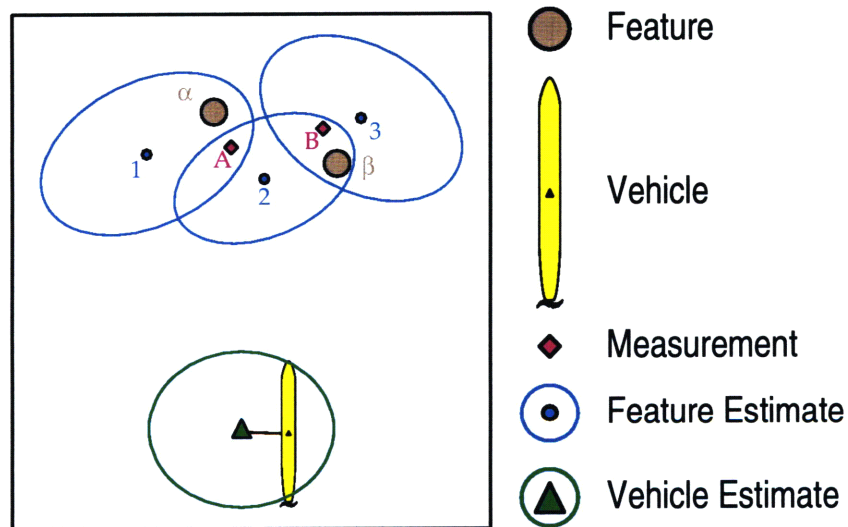 Feature
α
B
3
A
β
1
2
Vehicle
Measurement
Feature Estimate
Vehicle Estimate